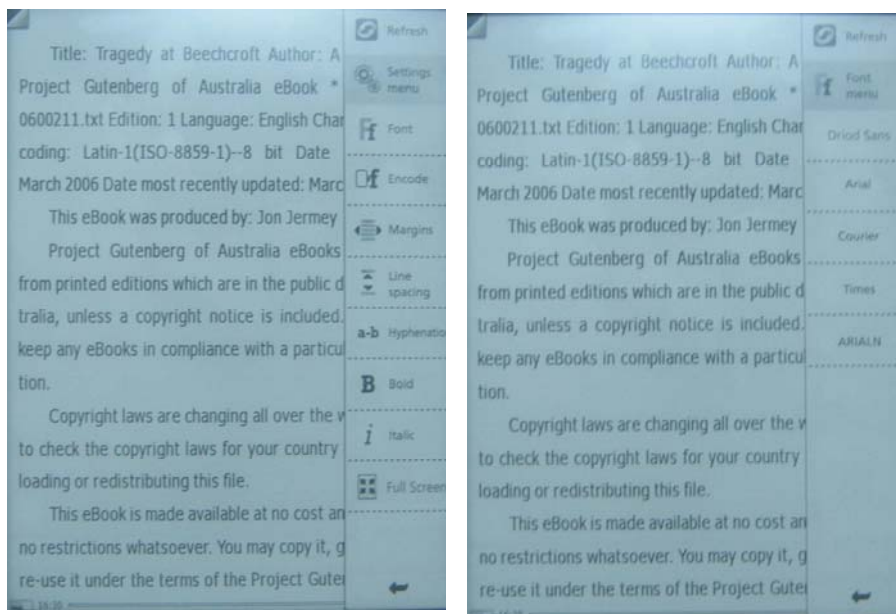 Title: Tragedy at Beechcroft Author: A
Project Gutenberg of Australia eBook *
0600211.txt Edition: 1 Language: English Char
coding: Latin-1(ISO-8859-1)--8 bit Date
March 2006 Date most recently updated: Marc
This eBook was produced by: Jon Jermey
Project Gutenberg of Australia eBooks
from printed editions which are in the public d
tralia, unless a copyright notice is included.
keep any eBooks in compliance with a particul
tion.
Copyright laws are changing all over the w
to check the copyright laws for your country
loading or redistributing this file.
This eBook is made available at no cost an
no restrictions whatsoever. You may copy it, g
re-use it under the terms of the Project Guter
16:20
Refresh
Settings
menu
Font
Encode
Margins
Line
spacing
a-b Hyphenatio
B Bold
i Italic
Full Screen
Title: Tragedy at Beechcroft Author: A
Project Gutenberg of Australia eBook *
0600211.txt Edition: 1 Language: English Char
coding: Latin-1(ISO-8859-1)--8 bit Date
March 2006 Date most recently updated: Marc
This eBook was produced by: Jon Jermey
Project Gutenberg of Australia eBooks
from printed editions which are in the public d
tralia, unless a copyright notice is included.
keep any eBooks in compliance with a particul
tion.
Copyright laws are changing all over the w
to check the copyright laws for your country
loading or redistributing this file.
This eBook is made available at no cost an
no restrictions whatsoever. You may copy it, g
re-use it under the terms of the Project Gutei
Refresh
Font
menu
Driod Sans
Arial
Courier
Times
ARIALN